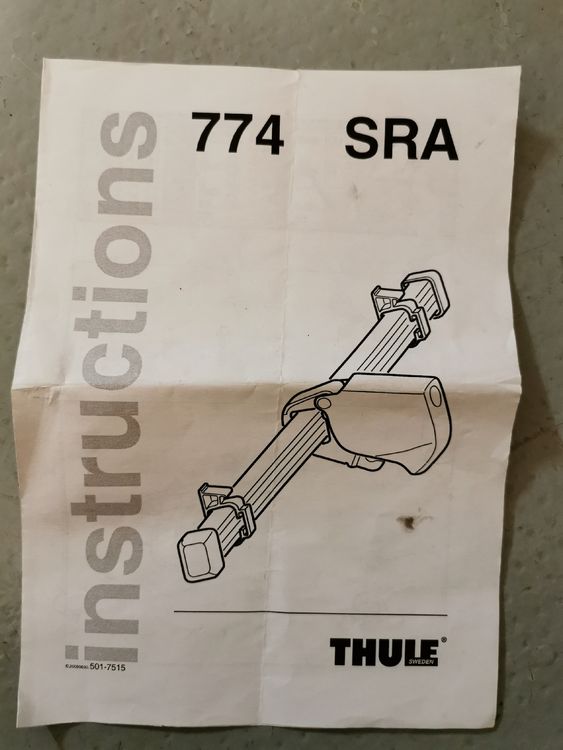 774 SRA
instructions
501-7515
THULE®
SWEDEN